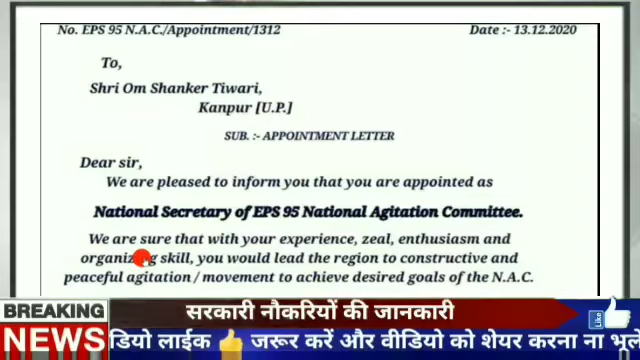 No. EPS 95 N.A.C./Appointment/1312 Date :- 13.12.2020
To,
Shri Om Shanker Tiwari,
Kanpur [U.P.]
SUB. :- APPOINTMENT LETTER
Dear sir,
We are pleased to inform you that you are appointed as
National Secretary of EPS 95 National Agitation Committee.
We are sure that with your experience, zeal, enthusiasm and
organizing skill, you would lead the region to constructive and
peaceful agitation / movement to achieve desired goals of the N.A.C.
BREAKING
NEWS
सरकारी नौकरियों की जानकारी
Like
डियो लाईक 👍 जरूर करें और वीडियो को शेयर करना ना भूल